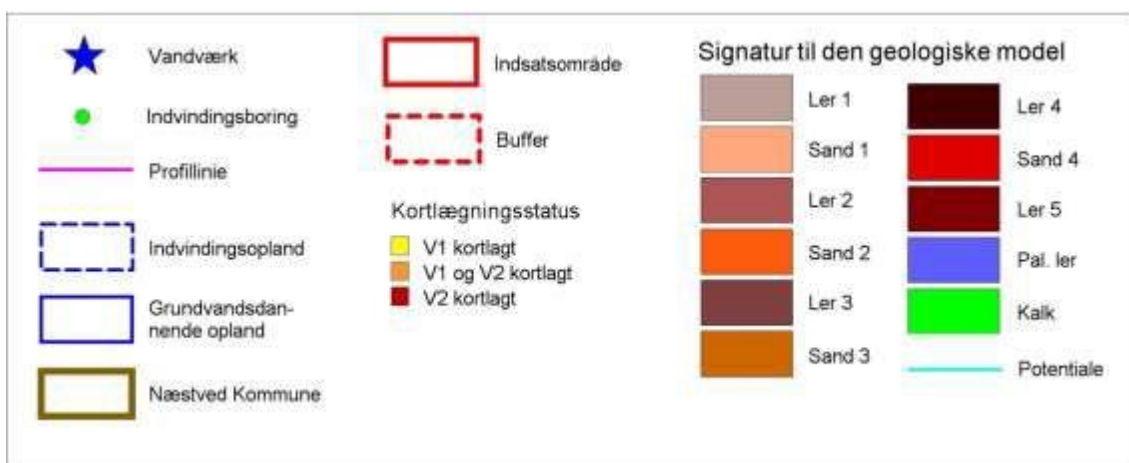 Vandværk
Indvindingsboring
Profillinie
Indvindingsopland
Grundvandsdan-
nende opland
Næstved Kommune
Indsatsområde
Buffer
Kortlægningsstatus
V1 kortlagt
V1 og V2 kortlagt
V2 kortlagt
Signatur til den geologiske model
Ler 1
Sand 1
Ler 2
Sand 2
Ler 3
Sand 3
Ler 4
Sand 4
Ler 5
Pal. ler
Kalk
Potentiale